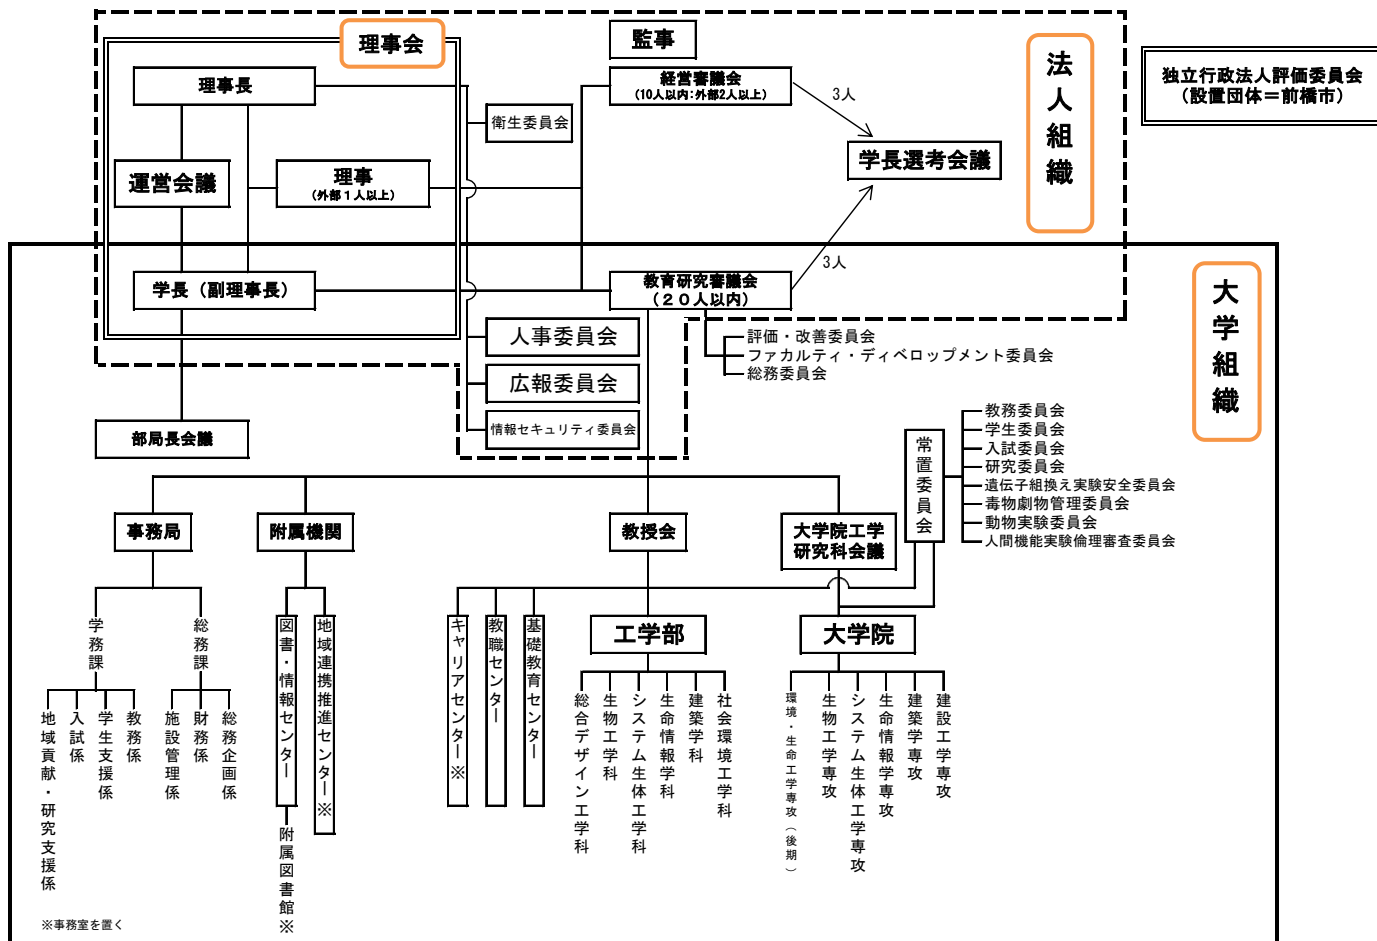 理事会
監事
法人組織
独立行政法人評価委員会
（設置団体＝前橋市）
理事長
経営審議会
（10人以内：外部2人以上）
3人
衛生委員会
学長選考会議
運営会議
理事
（外部１人以上）
3人
学長（副理事長）
教育研究審議会
（２０人以内）
大学組織
人事委員会
評価・改善委員会
ファカルティ・ディベロップメント委員会
総務委員会
広報委員会
情報セキュリティ委員会
部局長会議
常置委員会
教務委員会
学生委員会
入試委員会
研究委員会
遺伝子組換え実験安全委員会
毒物劇物管理委員会
動物実験委員会
人間機能実験倫理審査委員会
事務局
附属機関
教授会
大学院工学
研究科会議
学務課
総務課
図書・情報センター
地域連携推進センター※
キャリアセンター※
教職センター
基礎教育センター
工学部
大学院
地域貢献・研究支援係
入試係
学生支援係
教務係
施設管理係
財務係
総務企画係
附属図書館※
総合デザイン工学科
生物工学科
システム生体工学科
生命情報学科
建築学科
社会環境工学科
環境・生命工学専攻（後期）
生物工学専攻
システム生体工学専攻
生命情報学専攻
建築学専攻
建設工学専攻
※事務室を置く